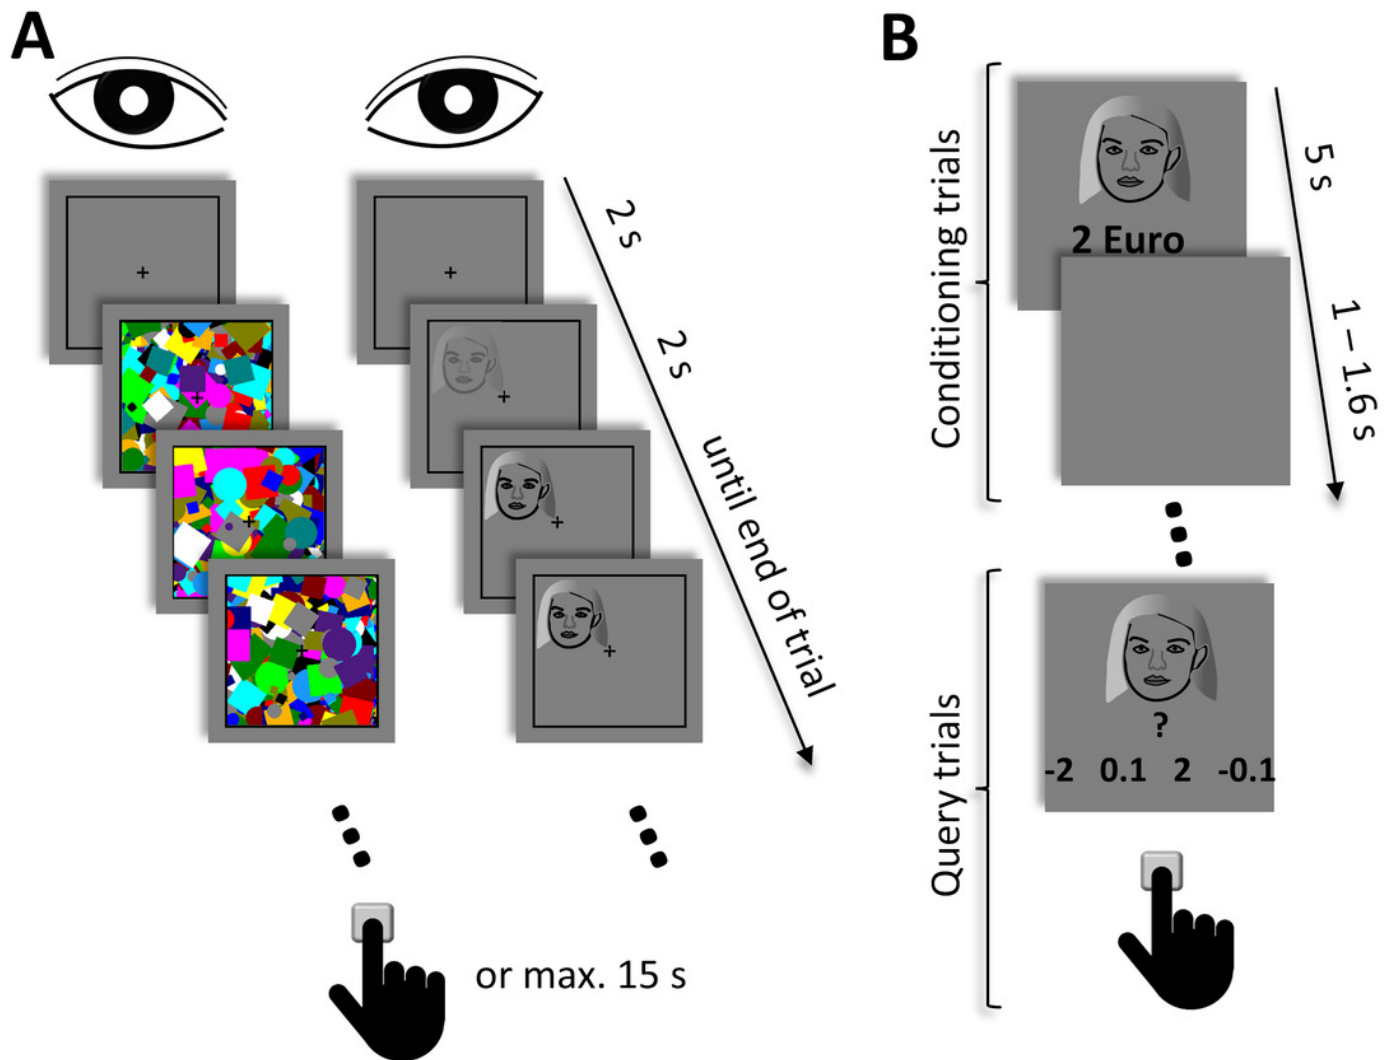 A
2 s
2 s
until end of trial
or max. 15 s
B
Conditioning trials
2 Euro
5 s
1 – 1.6 s
Query trials
?
-2 0.1 2 -0.1